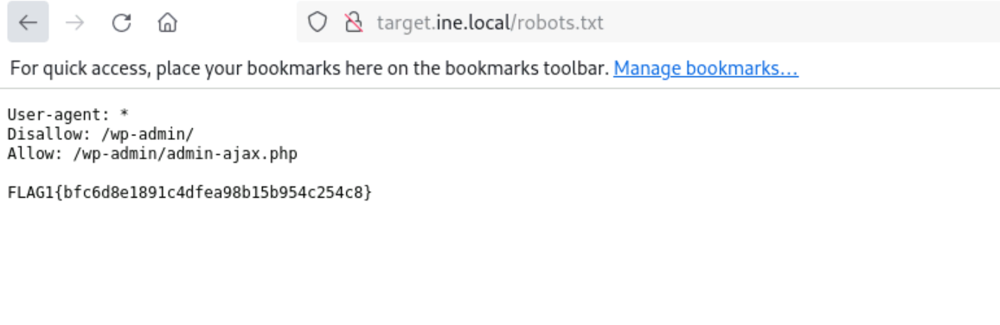 target.ine.local/robots.txt
For quick access, place your bookmarks here on the bookmarks toolbar. Manage bookmarks...
User-agent: *
Disallow: /wp-admin/
Allow: /wp-admin/admin-ajax.php
FLAG1{bfc6d8e1891c4dfea98b15b954c254c8}